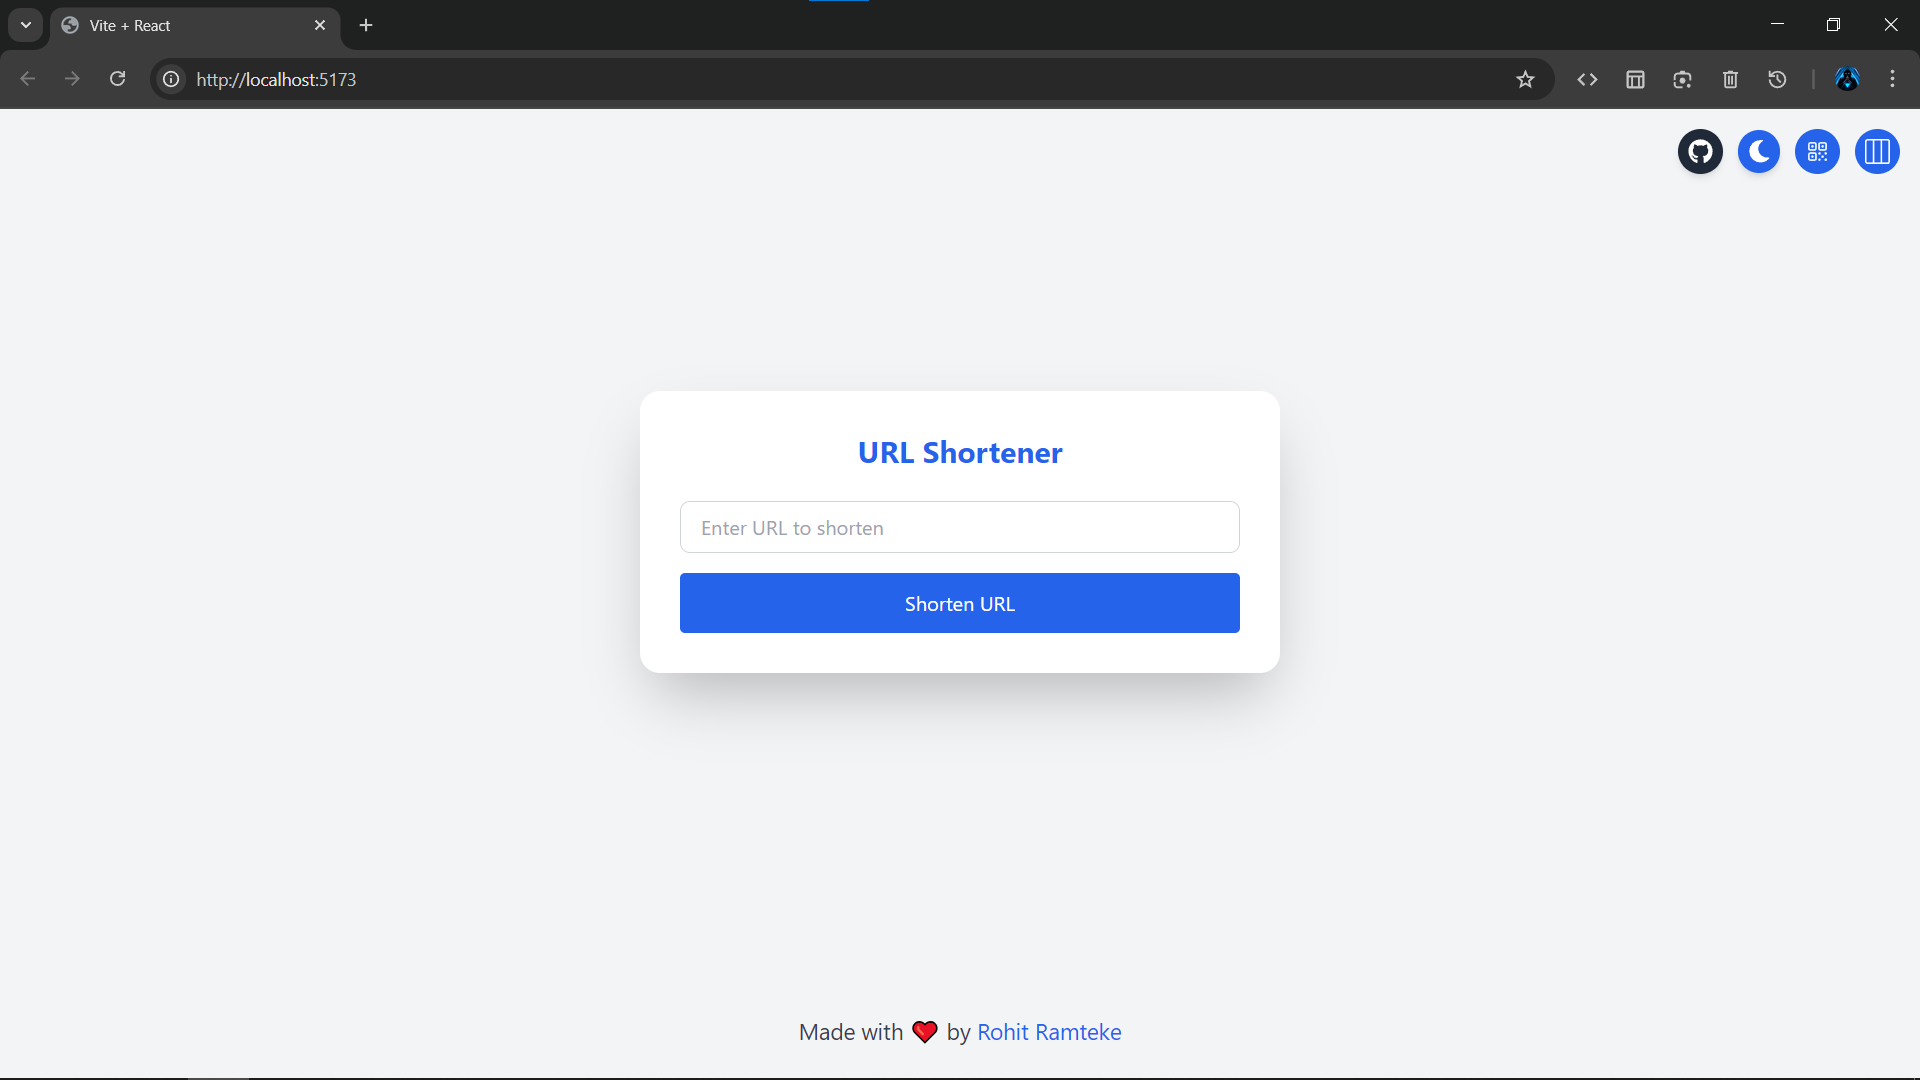 Vite + React
http://localhost:5173
URL Shortener
Enter URL to shorten
Shorten URL
Made with ❤️ by Rohit Ramteke